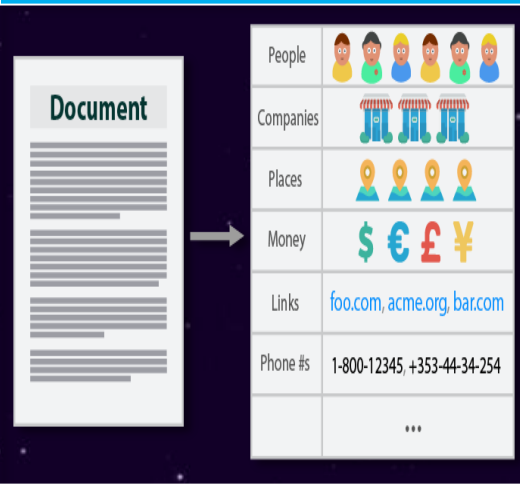 Document
People
Companies
Places
Money
$ € £ ¥
Links foo.com, acme.org, bar.com
Phone #s 1-800-12345, +353-44-34-254
...